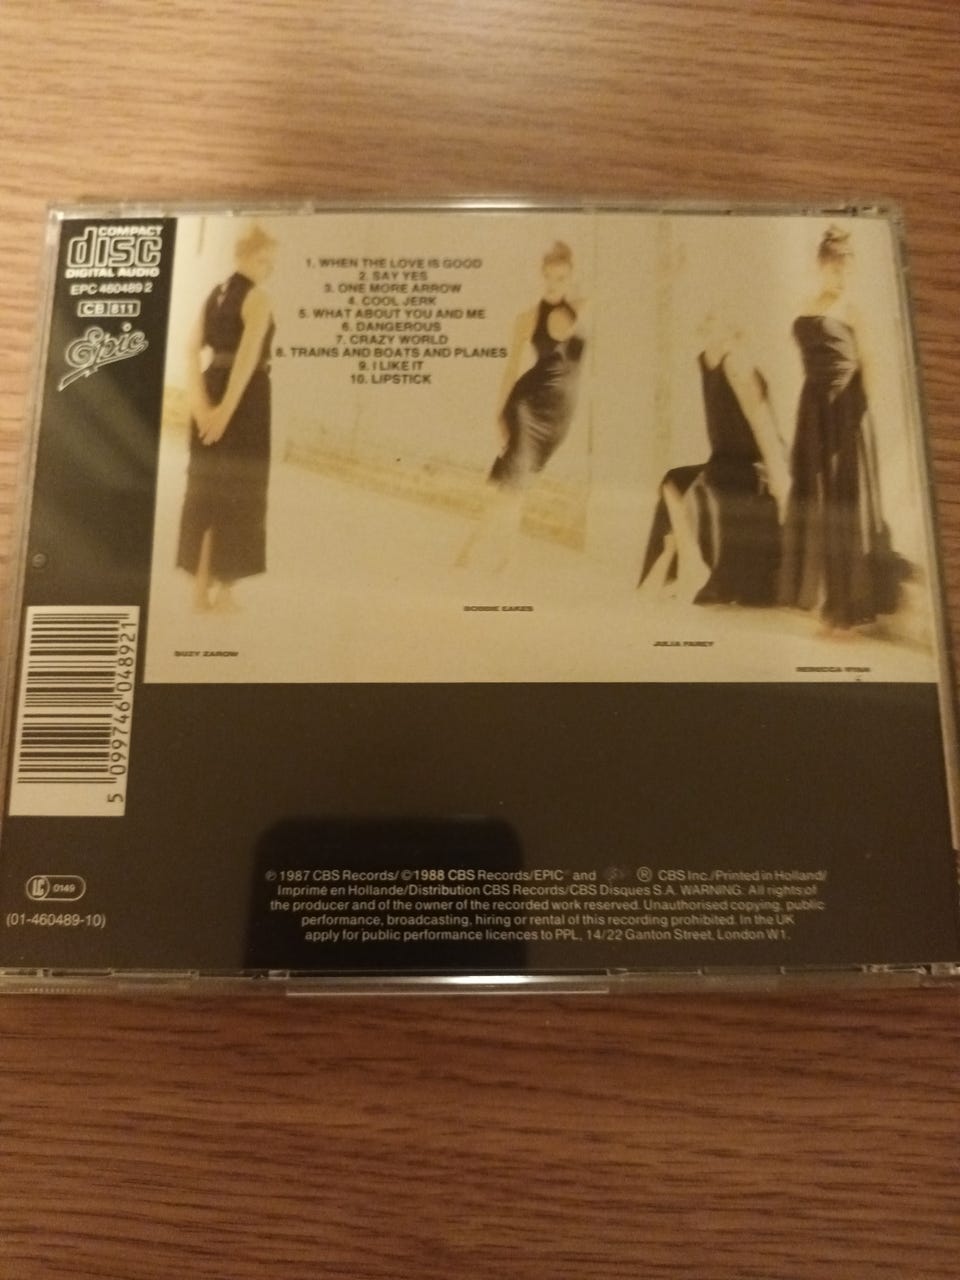 COMPACT
disc
DIGITAL AUDIO
EPC 460489 2
CB 811
Epic
1. WHEN THE LOVE IS GOOD
2. SAY YES
3. ONE MORE ARROW
4. COOL JERK
5. WHAT ABOUT YOU AND ME
6. DANGEROUS
7. CRAZY WORLD
8. TRAINS AND BOATS AND PLANES
9. I LIKE IT
10. LIPSTICK
BOBBIE EAKES
SUZY ZAROW
JULIA FAREY
REBECCA RYAN
5 099746 048921
LC 0149
(01-460489-10)
℗ 1987 CBS Records/ ©1988 CBS Records/EPIC and ® CBS Inc./Printed in Holland/
Imprimé en Hollande/Distribution CBS Records/CBS Disques S.A. WARNING: All rights of
the producer and of the owner of the recorded work reserved. Unauthorised copying, public
performance, broadcasting, hiring or rental of this recording prohibited. In the UK
apply for public performance licences to PPL, 14/22 Ganton Street, London W1.